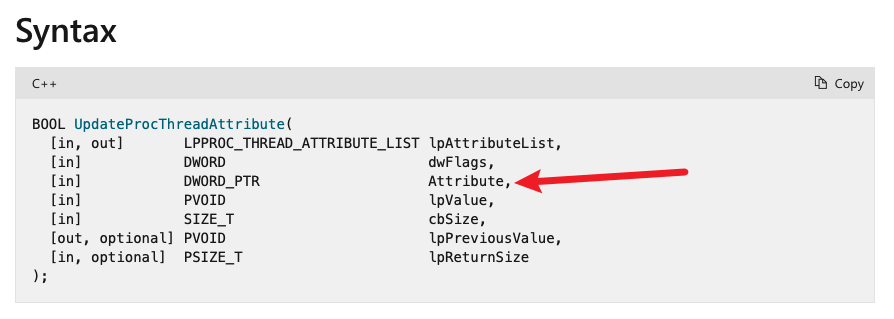 Syntax
C++ Copy
BOOL UpdateProcThreadAttribute(
[in, out] LPPROC_THREAD_ATTRIBUTE_LIST lpAttributeList,
[in] DWORD dwFlags,
[in] DWORD_PTR Attribute,
[in] PVOID lpValue,
[in] SIZE_T cbSize,
[out, optional] PVOID lpPreviousValue,
[in, optional] PSIZE_T lpReturnSize
);